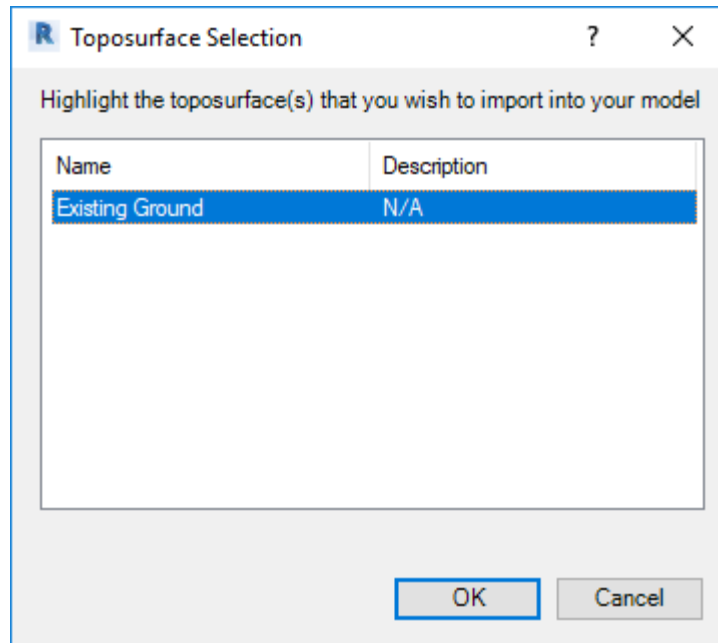 R Toposurface Selection ?
Highlight the toposurface(s) that you wish to import into your model
Name Description
Existing Ground N/A
OK Cancel